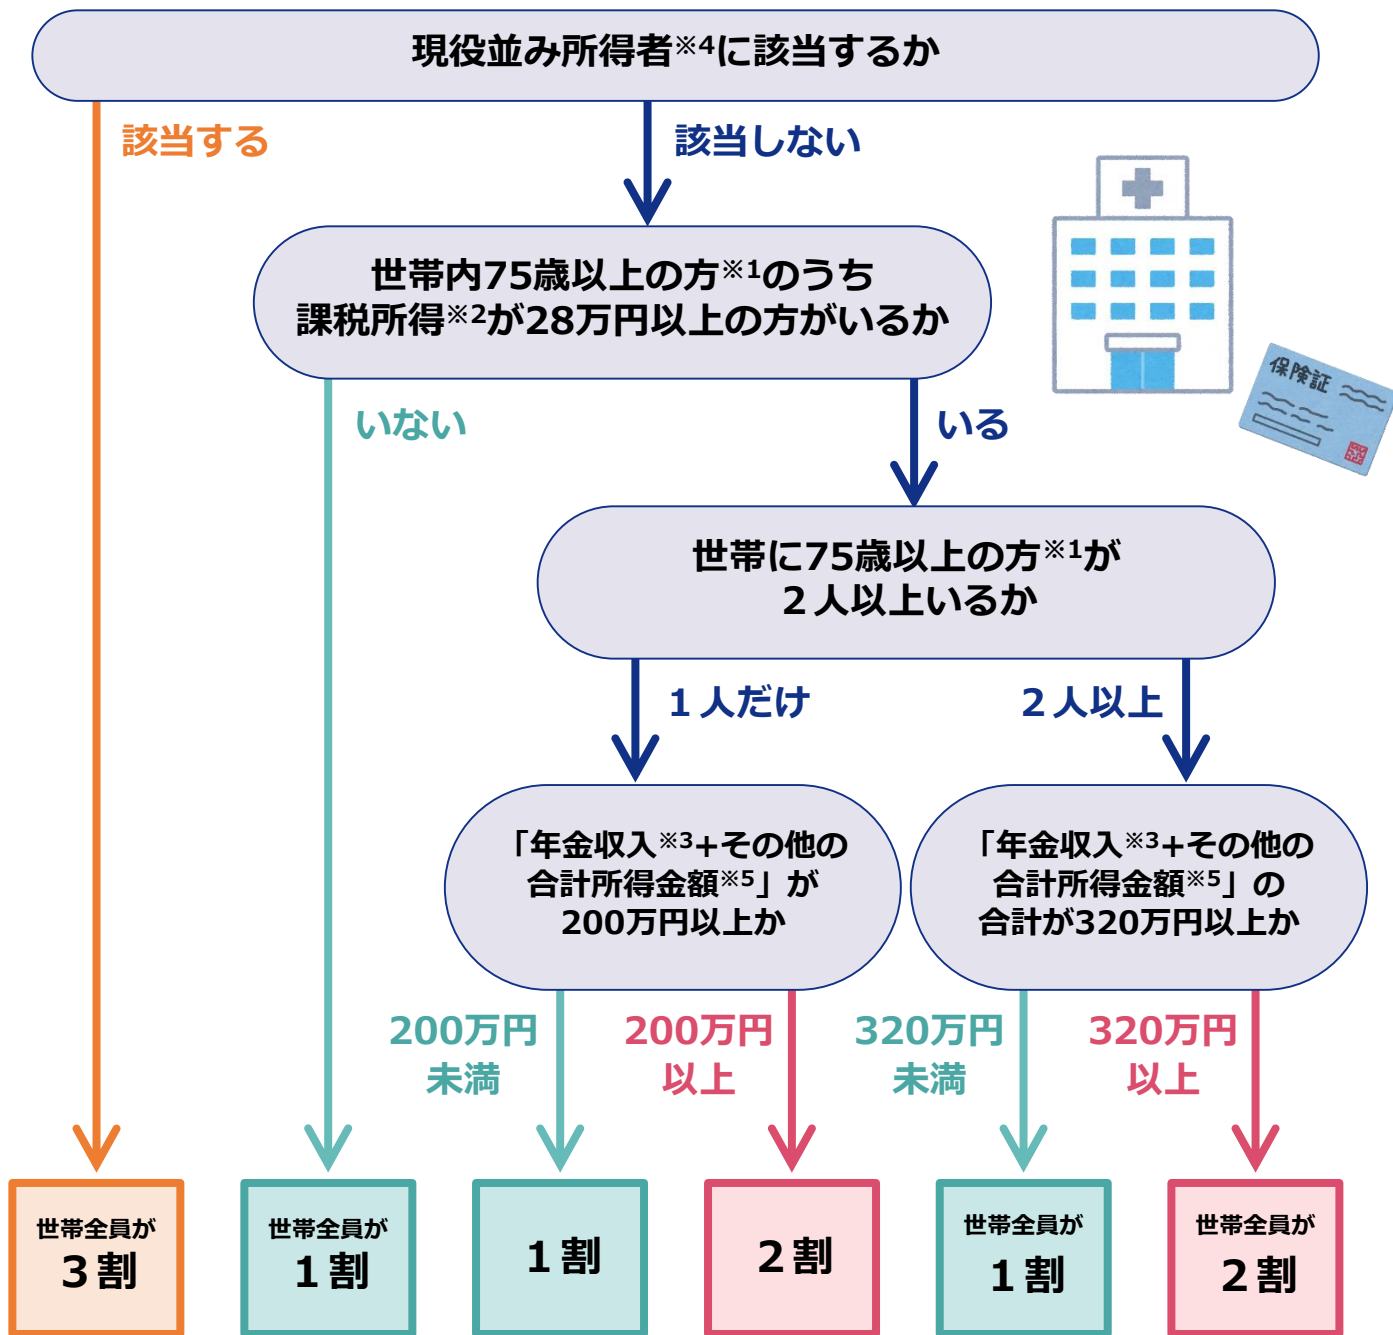 現役並み所得者※4に該当するか
該当する
該当しない
世帯内75歳以上の方※1のうち
課税所得※2が28万円以上の方がいるか
保険証
いない
いる
世帯に75歳以上の方※1が
２人以上いるか
１人だけ
２人以上
「年金収入※3+その他の
合計所得金額※5」が
200万円以上か
「年金収入※3+その他の
合計所得金額※5」の
合計が320万円以上か
200万円
未満
200万円
以上
320万円
未満
320万円
以上
世帯全員が
３割
世帯全員が
１割
１割
２割
世帯全員が
１割
世帯全員が
２割